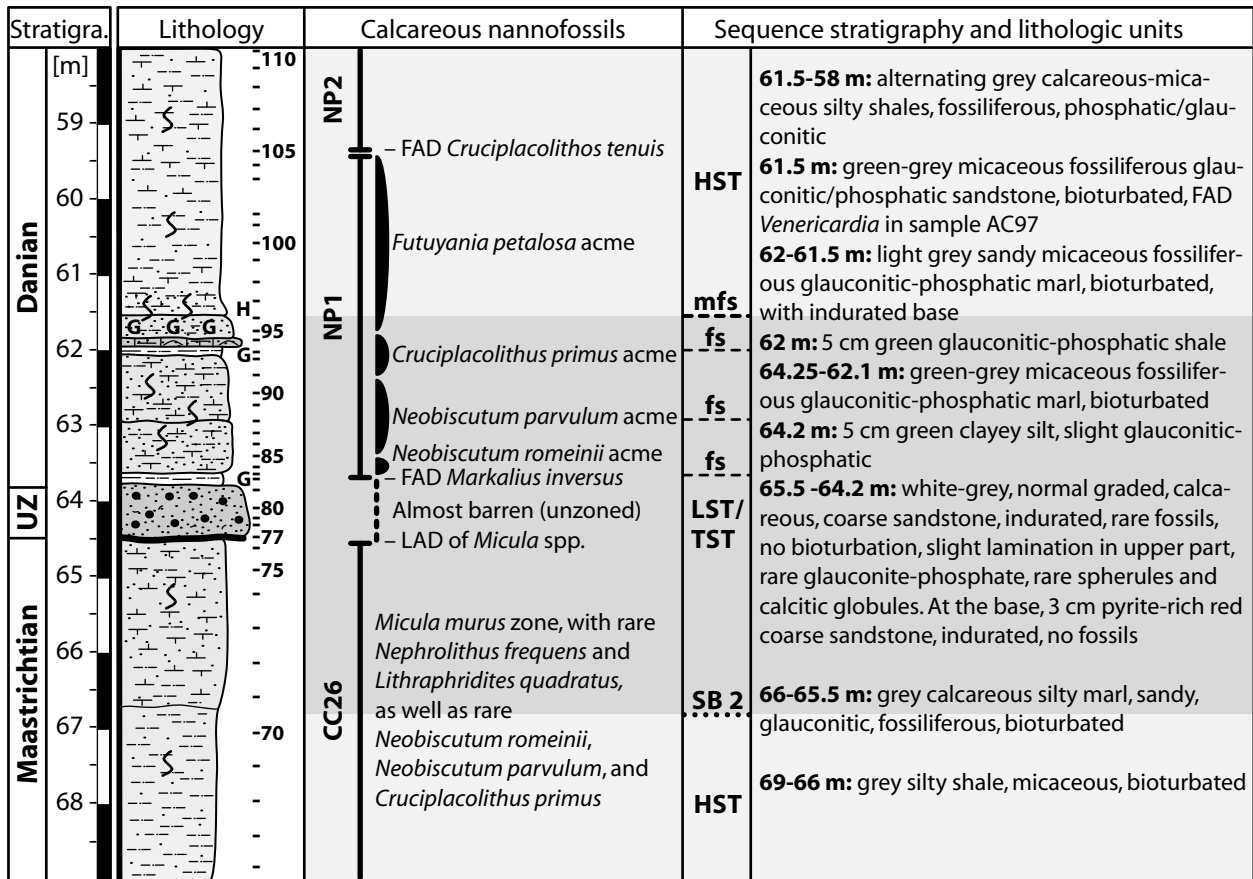 Stratigra.
Lithology
Calcareous nannofossils
Sequence stratigraphy and lithologic units
[m]
59
60
61
62
63
64
65
66
67
68
Danian
UZ
Maastrichtian
G G G
H
G
G
110
105
100
95
90
85
80
77
75
70
NP2
NP1
CC26
– FAD Cruciplacolithos tenuis
Futuyania petalosa acme
Cruciplacolithus primus acme
Neobiscutum parvulum acme
Neobiscutum romeinii acme
– FAD Markalius inversus
Almost barren (unzoned)
– LAD of Micula spp.
Micula murus zone, with rare
Nephrolithus frequens and
Lithraphridites quadratus,
as well as rare
Neobiscutum romeinii,
Neobiscutum parvulum, and
Cruciplacolithus primus
HST
mfs
fs
fs
fs
LST/
TST
SB 2
HST
61.5-58 m: alternating grey calcareous-mica-
ceous silty shales, fossiliferous, phosphatic/glau-
conitic
61.5 m: green-grey micaceous fossiliferous glau-
conitic/phosphatic sandstone, bioturbated, FAD
Venericardia in sample AC97
62-61.5 m: light grey sandy micaceous fossilifer-
ous glauconitic-phosphatic marl, bioturbated,
with indurated base
62 m: 5 cm green glauconitic-phosphatic shale
64.25-62.1 m: green-grey micaceous fossilifer-
ous glauconitic-phosphatic marl, bioturbated
64.2 m: 5 cm green clayey silt, slight glauconitic-
phosphatic
65.5 -64.2 m: white-grey, normal graded, calca-
reous, coarse sandstone, indurated, rare fossils,
no bioturbation, slight lamination in upper part,
rare glauconite-phosphate, rare spherules and
calcitic globules. At the base, 3 cm pyrite-rich red
coarse sandstone, indurated, no fossils
66-65.5 m: grey calcareous silty marl, sandy,
glauconitic, fossiliferous, bioturbated
69-66 m: grey silty shale, micaceous, bioturbated